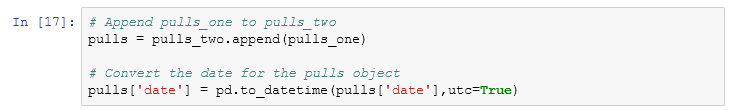 In [17]: # Append pulls_one to pulls_two
pulls = pulls_two.append(pulls_one)
# Convert the date for the pulls object
pulls['date'] = pd.to_datetime(pulls['date'],utc=True)